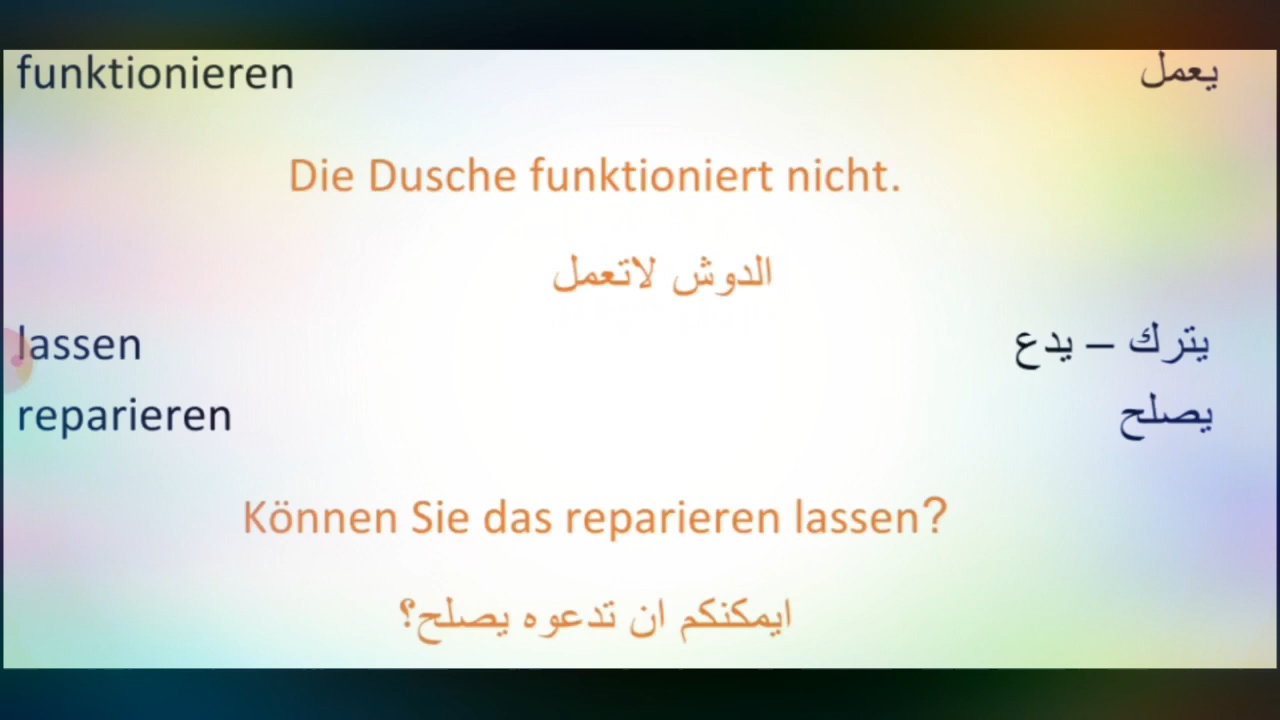 funktionieren يعمل
Die Dusche funktioniert nicht.
الدوش لاتعمل
lassen يترك – يدع
reparieren يصلح
Können Sie das reparieren lassen?
ايمكنكم ان تدعوه يصلح؟